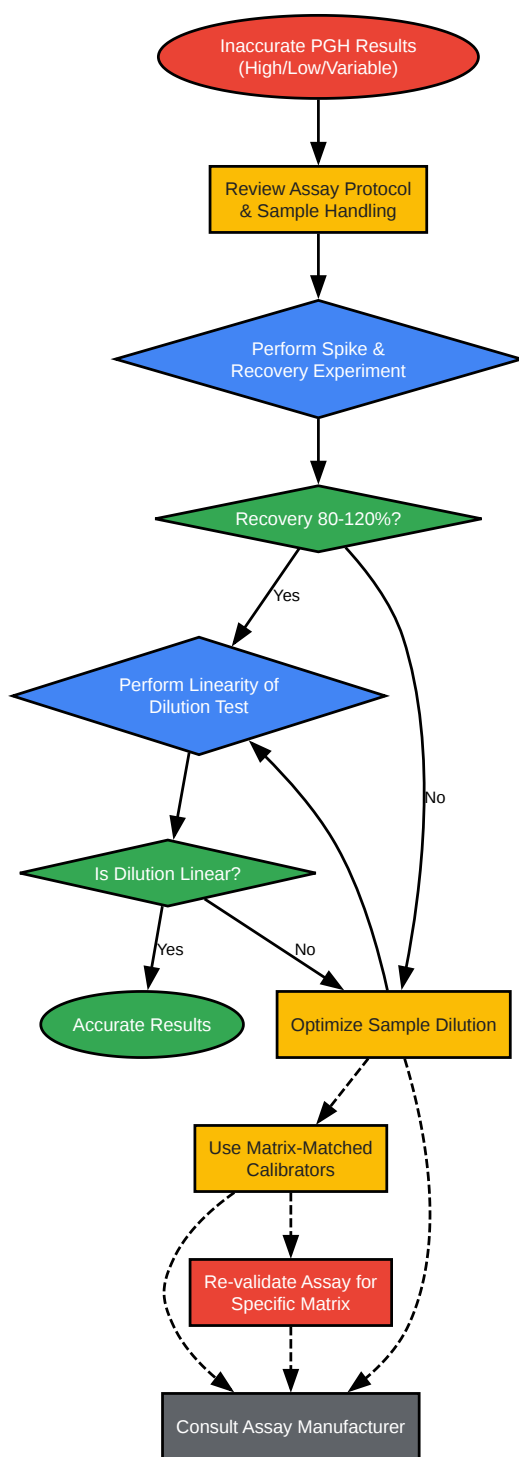 Inaccurate PGH Results
(High/Low/Variable)
Review Assay Protocol
& Sample Handling
Perform Spike &
Recovery Experiment
Recovery 80-120%?
Yes
Perform Linearity of
Dilution Test
No
Is Dilution Linear?
Yes
No
Accurate Results
Optimize Sample Dilution
Use Matrix-Matched
Calibrators
Re-validate Assay for
Specific Matrix
Consult Assay Manufacturer